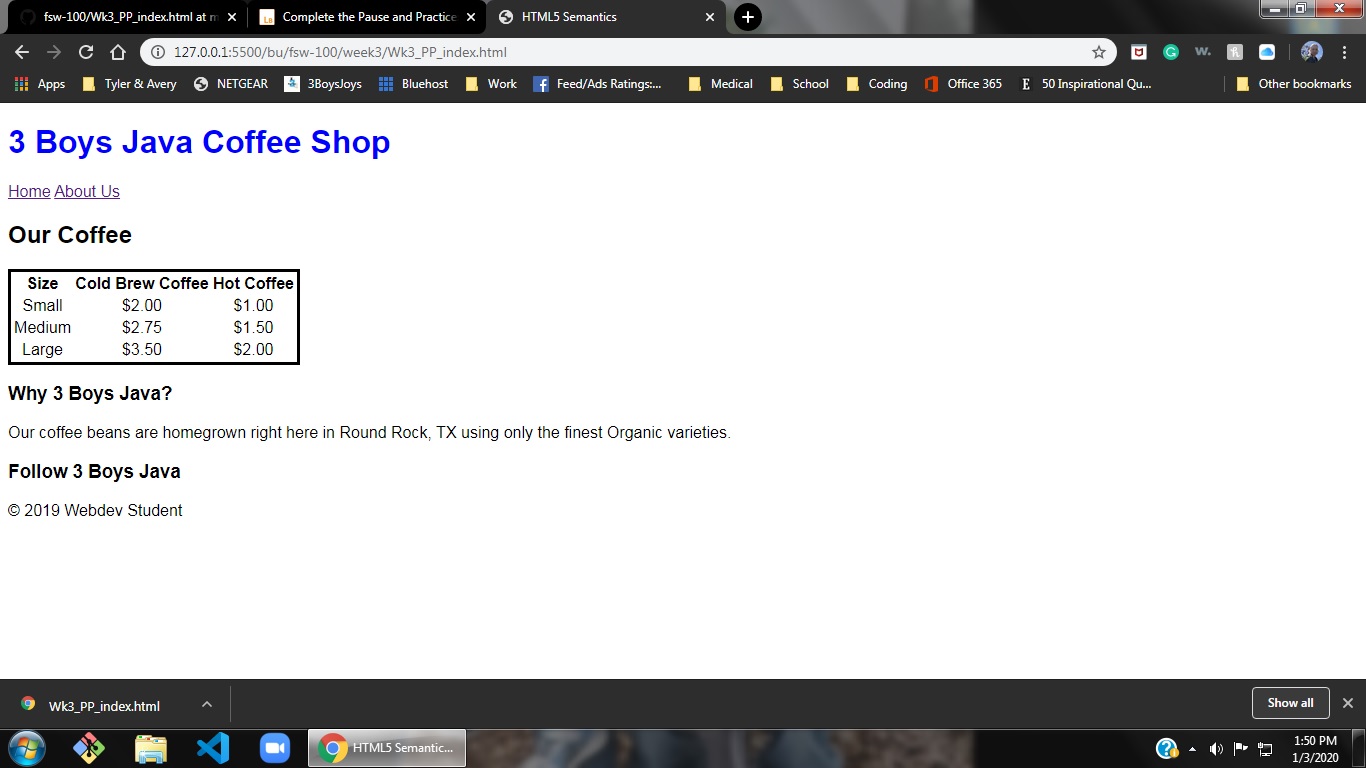 fsw-100/Wk3_PP_index.html at m
Complete the Pause and Practice
HTML5 Semantics
127.0.0.1:5500/bu/fsw-100/week3/Wk3_PP_index.html
Apps Tyler & Avery NETGEAR 3BoysJoys Bluehost Work Feed/Ads Ratings:... Medical School Coding Office 365 E 50 Inspirational Qu... Other bookmarks
3 Boys Java Coffee Shop
Home About Us
Our Coffee
Size Cold Brew Coffee Hot Coffee
Small $2.00 $1.00
Medium $2.75 $1.50
Large $3.50 $2.00
Why 3 Boys Java?
Our coffee beans are homegrown right here in Round Rock, TX using only the finest Organic varieties.
Follow 3 Boys Java
© 2019 Webdev Student
Wk3_PP_index.html
Show all
HTML5 Semantic...
1:50 PM
1/3/2020